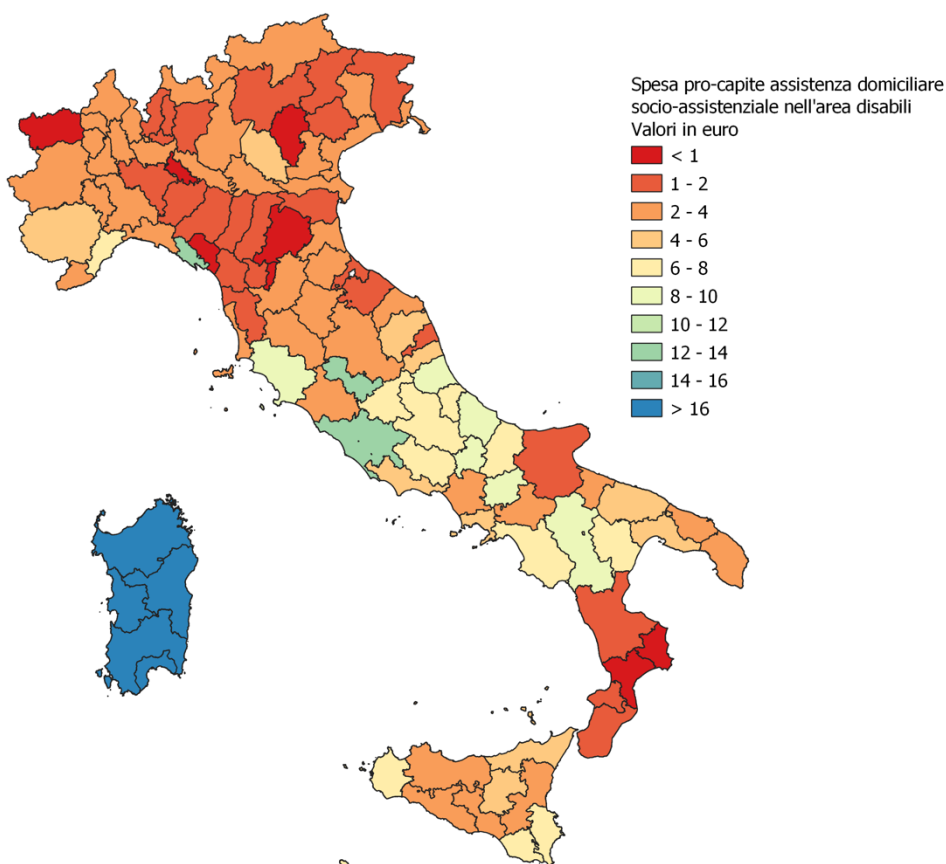 Spesa pro-capite assistenza domiciliare
socio-assistenziale nell'area disabili
Valori in euro
< 1
1 - 2
2 - 4
4 - 6
6 - 8
8 - 10
10 - 12
12 - 14
14 - 16
> 16